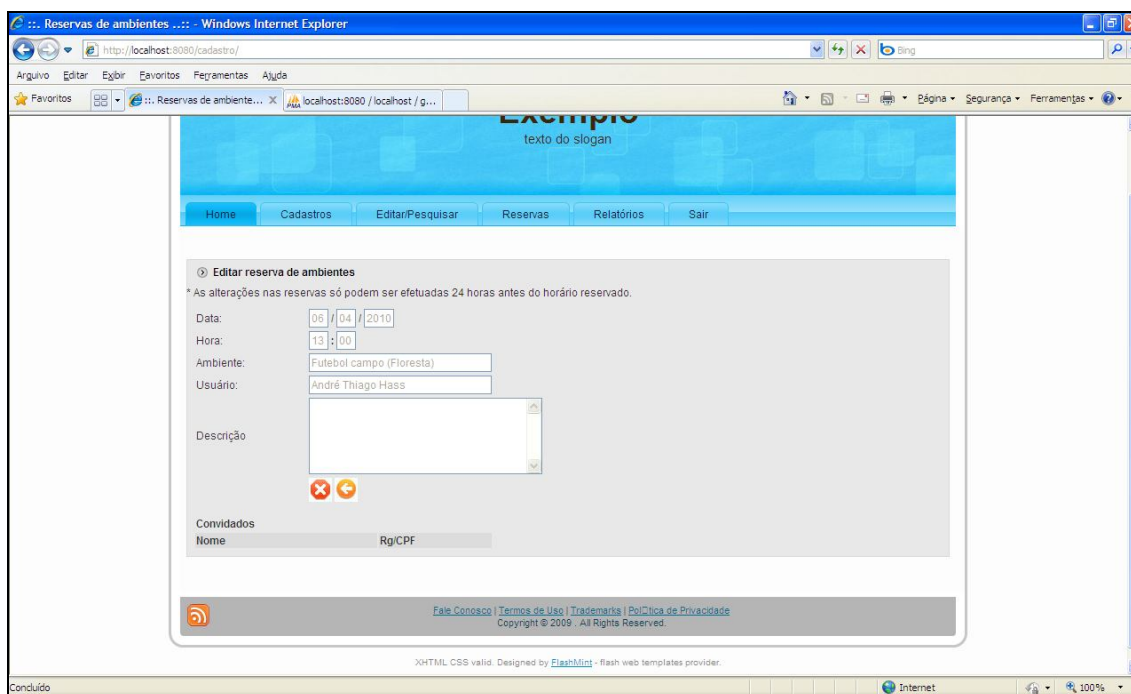 ::. Reservas de ambientes ..:: - Windows Internet Explorer
http://localhost:8080/cadastro/
Bing
Arquivo Editar Exibir Favoritos Ferramentas Ajuda
Favoritos ::. Reservas de ambiente... X localhost:8080 / localhost / g... Página Segurança Ferramentas
Exemplo
texto do slogan
Home Cadastros Editar/Pesquisar Reservas Relatórios Sair
Editar reserva de ambientes
* As alterações nas reservas só podem ser efetuadas 24 horas antes do horário reservado.
Data: 06 / 04 / 2010
Hora: 13 : 00
Ambiente: Futebol campo (Floresta)
Usuário: André Thiago Hass
Descrição
Convidados
Nome Rg/CPF
Fale Conosco | Termos de Uso | Trademarks | Pol□tica de Privacidade
Copyright © 2009 . All Rights Reserved.
XHTML CSS valid. Designed by FlashMint - flash web templates provider.
Concluído Internet 100%